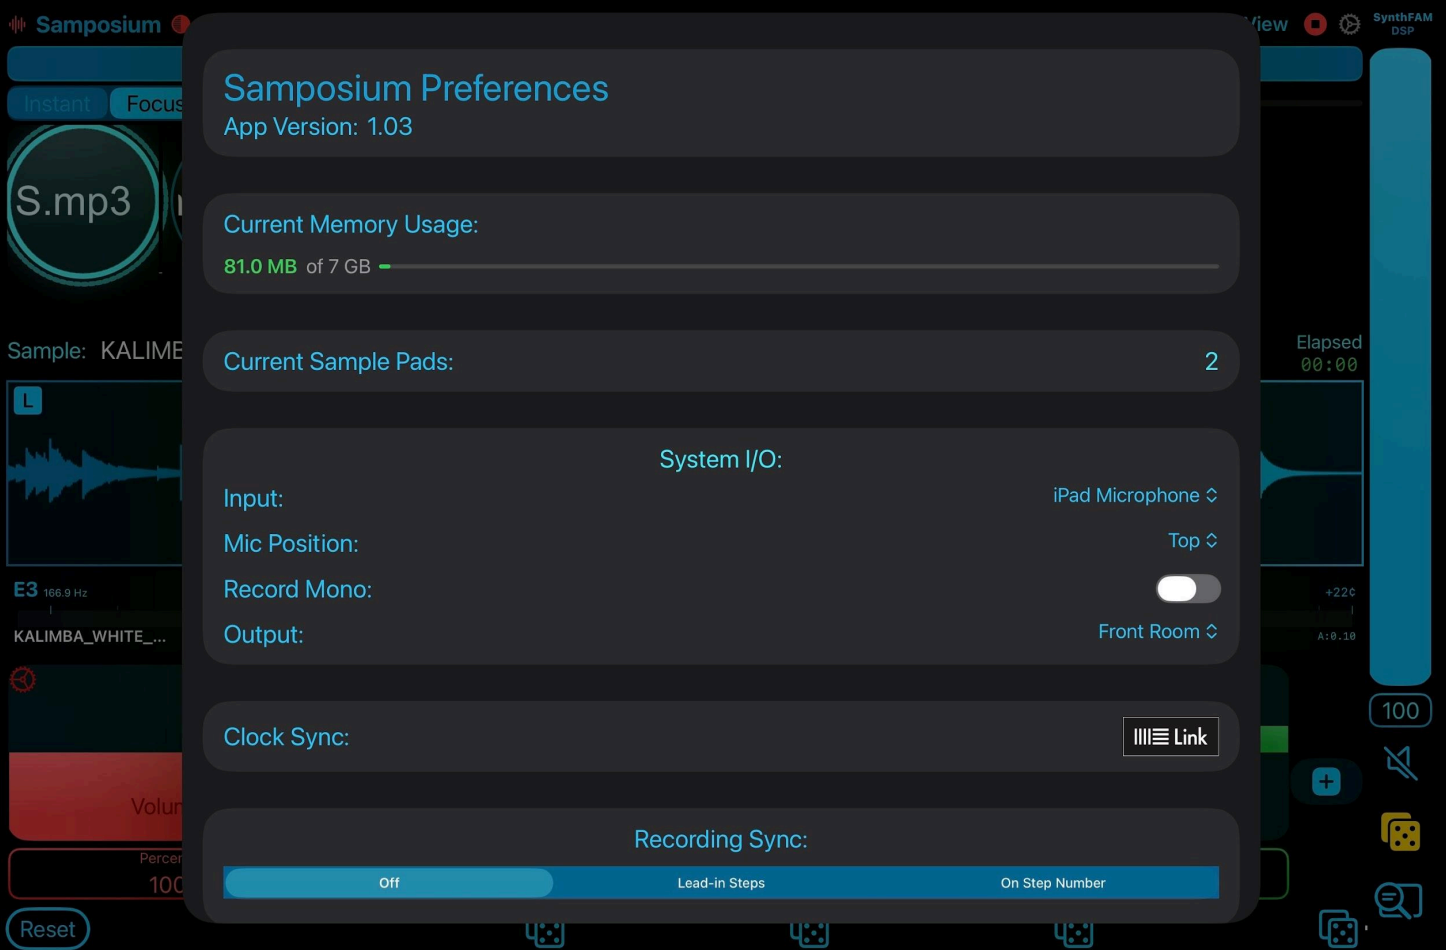 Samposium
View
SynthFAM
DSP
Instant
Focus
S.mp3
Samposium Preferences
App Version: 1.03
Current Memory Usage:
81.0 MB of 7 GB
Current Sample Pads: 2
Sample: KALIMB
Elapsed
00:00
L
System I/O:
Input: iPad Microphone
Mic Position: Top
Record Mono:
Output: Front Room
E3 166.9 Hz
+22¢
KALIMBA_WHITE_...
A:0.10
100
Clock Sync: Link
Volum
Recording Sync:
Percen
100
Off Lead-in Steps On Step Number
Reset